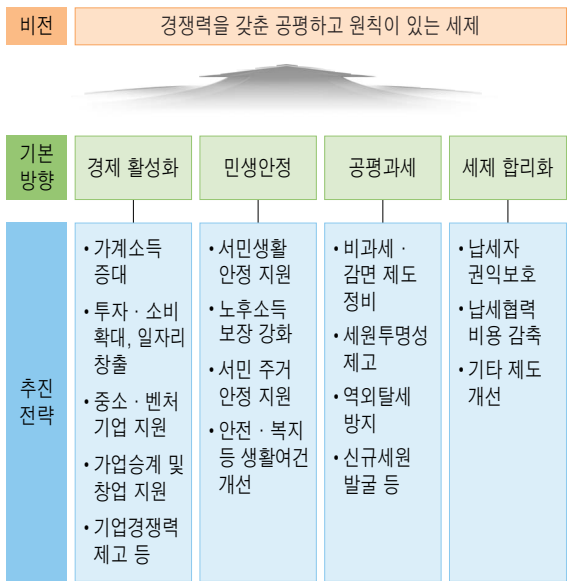 비전
경쟁력을 갖춘 공평하고 원칙이 있는 세제
기본
방향
경제 활성화
민생안정
공평과세
세제 합리화
추진
전략
• 가계소득
증대
• 투자 · 소비
확대, 일자리
창출
• 중소 · 벤처
기업 지원
• 가업승계 및
창업 지원
• 기업경쟁력
제고 등
• 서민생활
안정 지원
• 노후소득
보장 강화
• 서민 주거
안정 지원
• 안전 · 복지
등 생활여건
개선
• 비과세 ·
감면 제도
정비
• 세원투명성
제고
• 역외탈세
방지
• 신규세원
발굴 등
• 납세자
권익보호
• 납세협력
비용 감축
• 기타 제도
개선